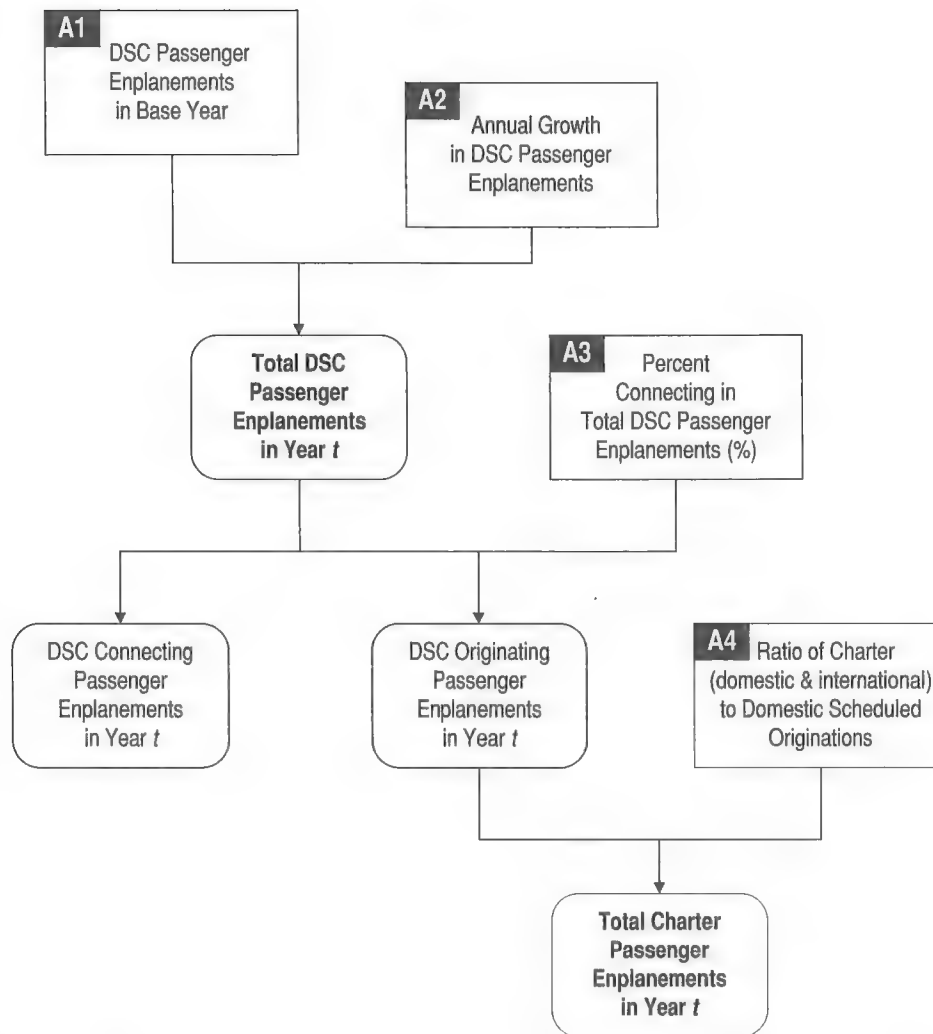 A1
DSC Passenger
Enplanements
in Base Year
A2
Annual Growth
in DSC Passenger
Enplanements
Total DSC
Passenger
Enplanements
in Year t
A3
Percent
Connecting in
Total DSC Passenger
Enplanements (%)
DSC Connecting
Passenger
Enplanements
in Year t
DSC Originating
Passenger
Enplanements
in Year t
A4
Ratio of Charter
(domestic & international)
to Domestic Scheduled
Originations
Total Charter
Passenger
Enplanements
in Year t